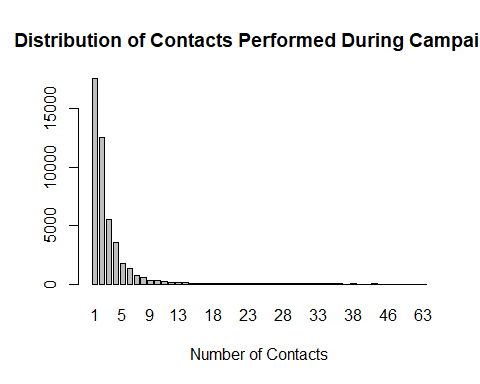 Distribution of Contacts Performed During Campai
15000
10000
5000
0
1 5 9 13 18 23 28 33 38 46 63
Number of Contacts